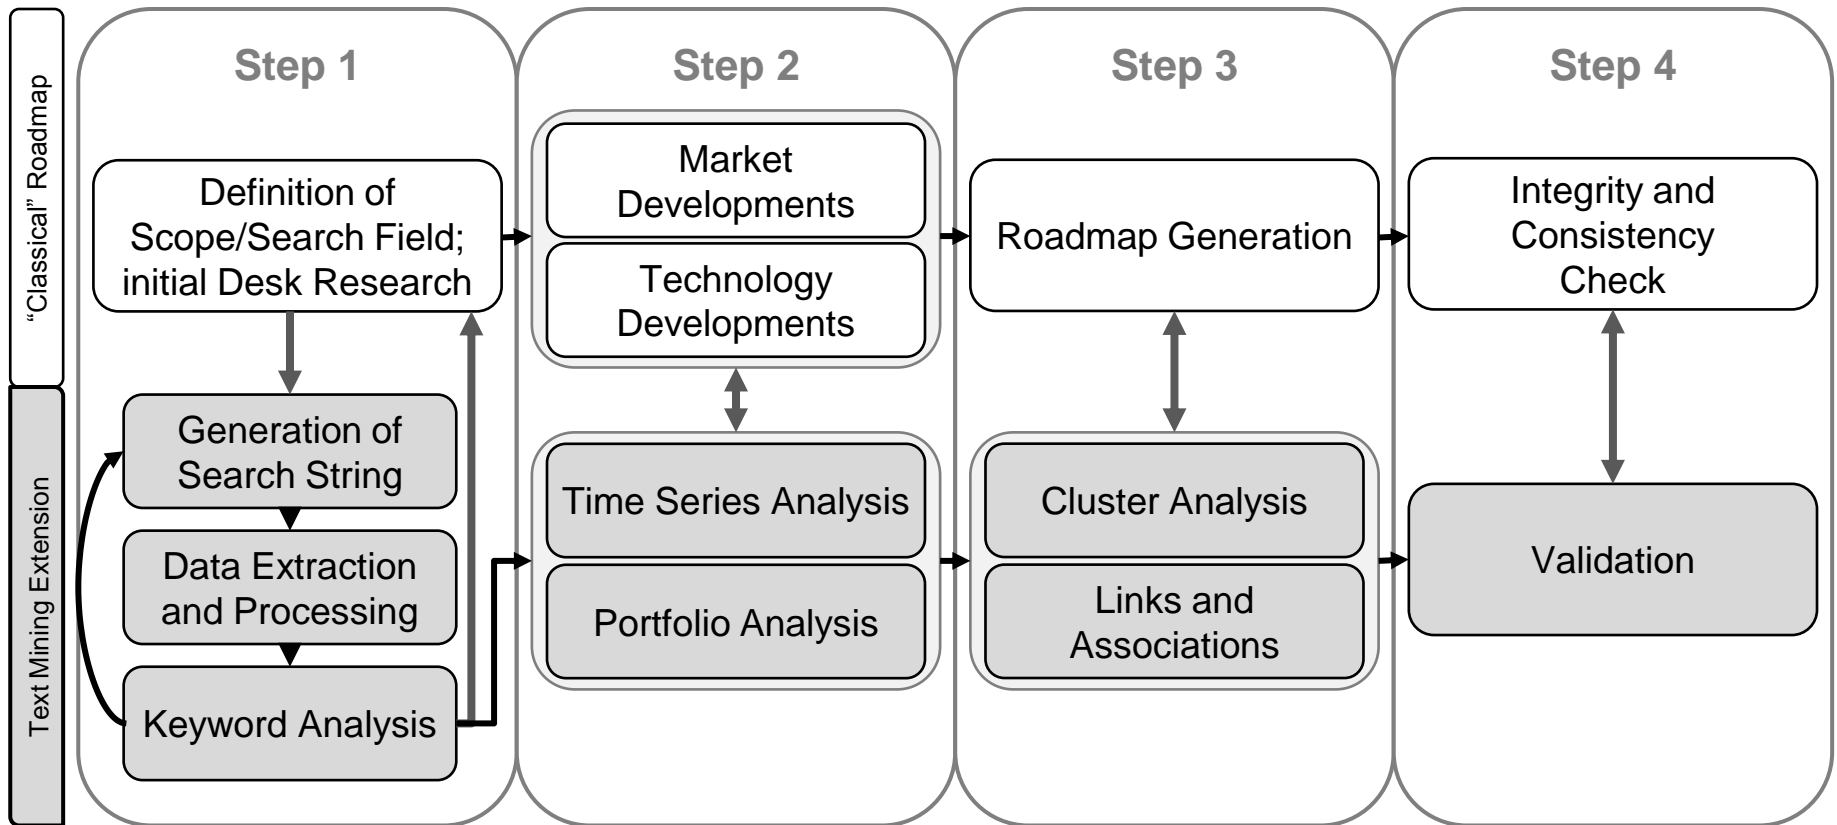 "Classical" Roadmap
Text Mining Extension
Step 1
Definition of
Scope/Search Field;
initial Desk Research
Generation of
Search String
Data Extraction
and Processing
Keyword Analysis
Step 2
Market
Developments
Technology
Developments
Time Series Analysis
Portfolio Analysis
Step 3
Roadmap Generation
Cluster Analysis
Links and
Associations
Step 4
Integrity and
Consistency
Check
Validation